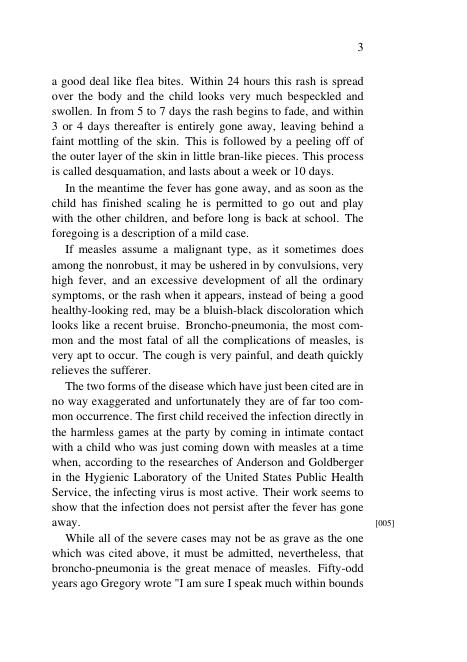 3
a good deal like flea bites. Within 24 hours this rash is spread
over the body and the child looks very much bespeckled and
swollen. In from 5 to 7 days the rash begins to fade, and within
3 or 4 days thereafter is entirely gone away, leaving behind a
faint mottling of the skin. This is followed by a peeling off of
the outer layer of the skin in little bran-like pieces. This process
is called desquamation, and lasts about a week or 10 days.
In the meantime the fever has gone away, and as soon as the
child has finished scaling he is permitted to go out and play
with the other children, and before long is back at school. The
foregoing is a description of a mild case.
If measles assume a malignant type, as it sometimes does
among the nonrobust, it may be ushered in by convulsions, very
high fever, and an excessive development of all the ordinary
symptoms, or the rash when it appears, instead of being a good
healthy-looking red, may be a bluish-black discoloration which
looks like a recent bruise. Broncho-pneumonia, the most com-
mon and the most fatal of all the complications of measles, is
very apt to occur. The cough is very painful, and death quickly
relieves the sufferer.
The two forms of the disease which have just been cited are in
no way exaggerated and unfortunately they are of far too com-
mon occurrence. The first child received the infection directly in
the harmless games at the party by coming in intimate contact
with a child who was just coming down with measles at a time
when, according to the researches of Anderson and Goldberger
in the Hygienic Laboratory of the United States Public Health
Service, the infecting virus is most active. Their work seems to
show that the infection does not persist after the fever has gone
away. [005]
While all of the severe cases may not be as grave as the one
which was cited above, it must be admitted, nevertheless, that
broncho-pneumonia is the great menace of measles. Fifty-odd
years ago Gregory wrote "I am sure I speak much within bounds